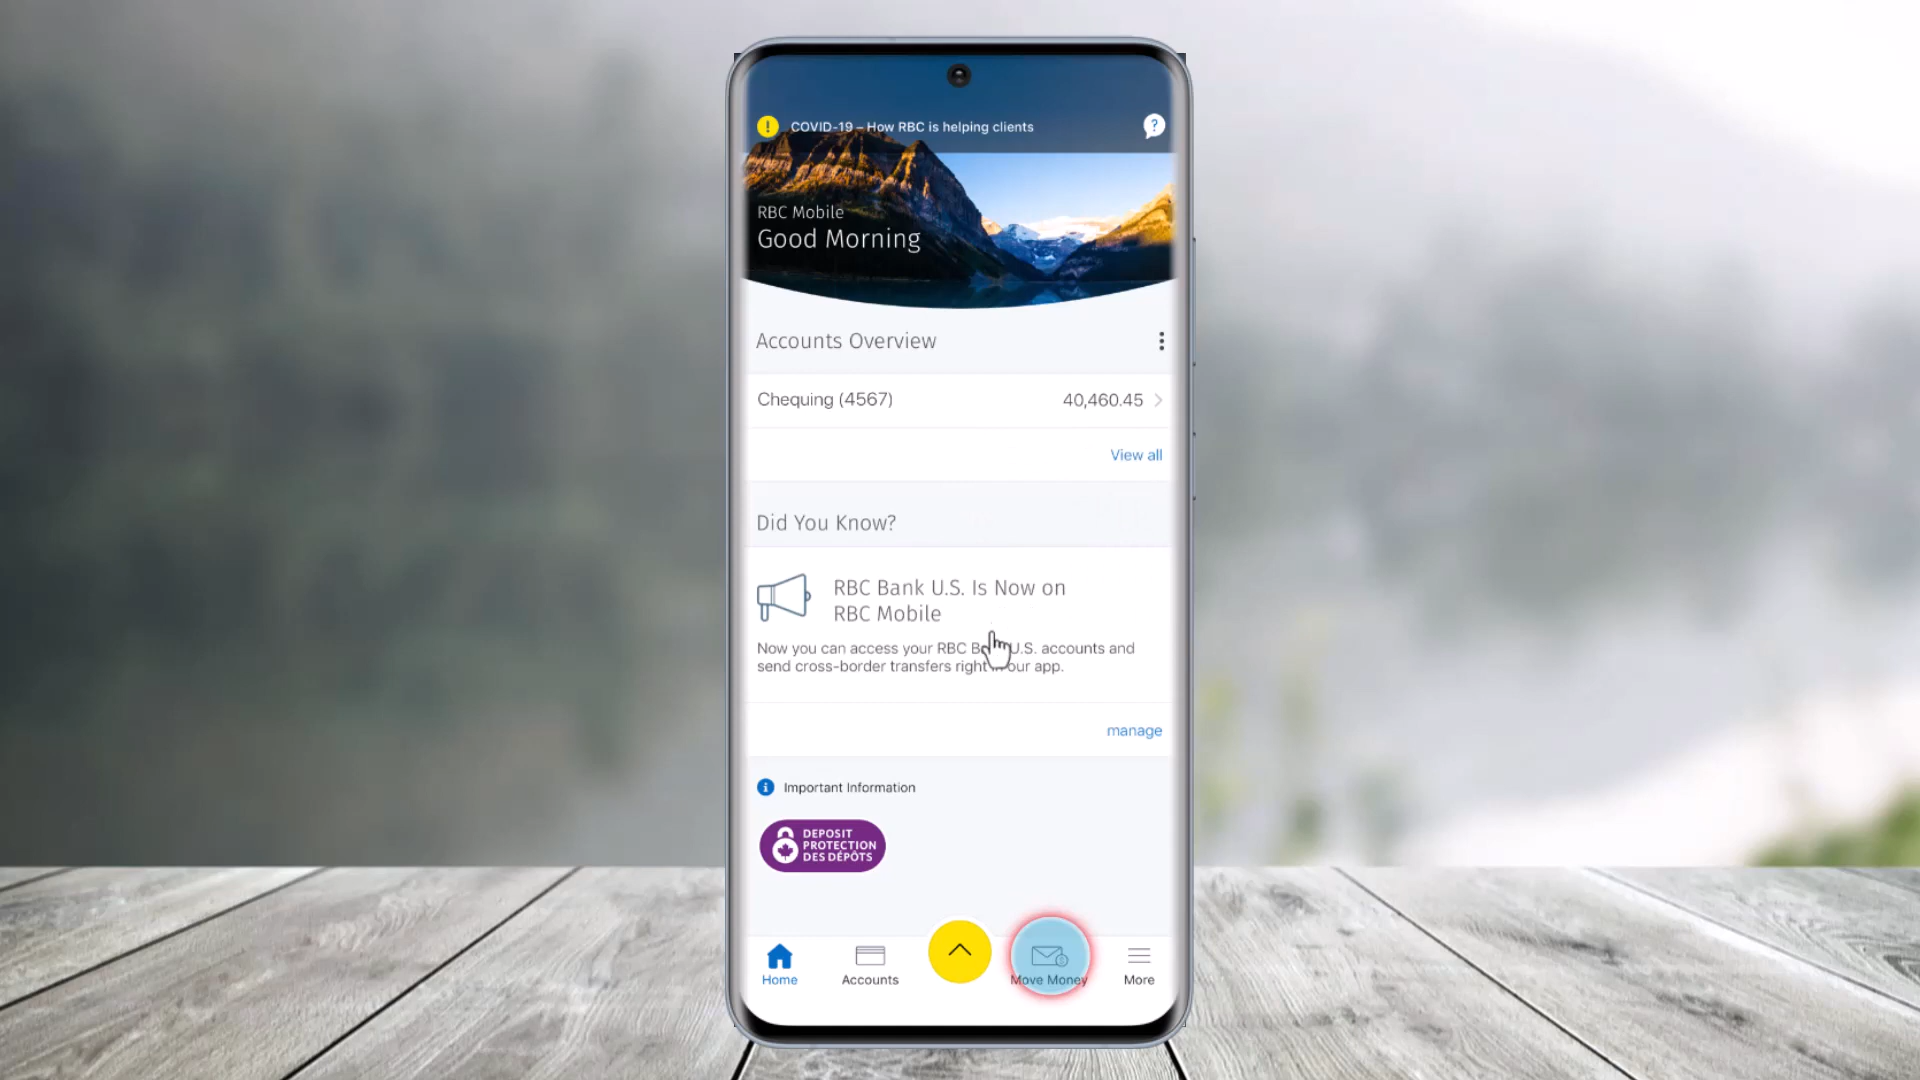 COVID-19 – How RBC is helping clients
RBC Mobile
Good Morning
Accounts Overview
Chequing (4567) 40,460.45
View all
Did You Know?
RBC Bank U.S. Is Now on
RBC Mobile
Now you can access your RBC U.S. accounts and
send cross-border transfers right our app.
manage
Important Information
DEPOSIT
PROTECTION
DES DÉPÔTS
Home Accounts Move Money More